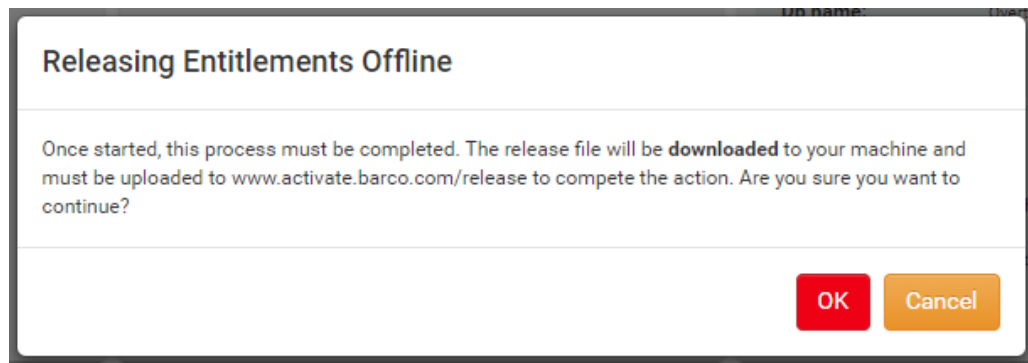 Db name:
Releasing Entitlements Offline
Once started, this process must be completed. The release file will be downloaded to your machine and
must be uploaded to www.activate.barco.com/release to compete the action. Are you sure you want to
continue?
OK
Cancel